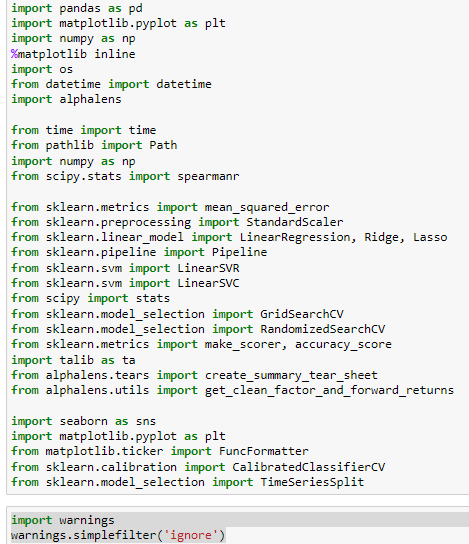 import pandas as pd
import matplotlib.pyplot as plt
import numpy as np
%matplotlib inline
import os
from datetime import datetime
import alphalens
from time import time
from pathlib import Path
import numpy as np
from scipy.stats import spearmanr
from sklearn.metrics import mean_squared_error
from sklearn.preprocessing import StandardScaler
from sklearn.linear_model import LinearRegression, Ridge, Lasso
from sklearn.pipeline import Pipeline
from sklearn.svm import LinearSVR
from sklearn.svm import LinearSVC
from scipy import stats
from sklearn.model_selection import GridSearchCV
from sklearn.model_selection import RandomizedSearchCV
from sklearn.metrics import make_scorer, accuracy_score
import talib as ta
from alphalens.tears import create_summary_tear_sheet
from alphalens.utils import get_clean_factor_and_forward_returns
import seaborn as sns
import matplotlib.pyplot as plt
from matplotlib.ticker import FuncFormatter
from sklearn.calibration import CalibratedClassifierCV
from sklearn.model_selection import TimeSeriesSplit
import warnings
warnings.simplefilter('ignore')